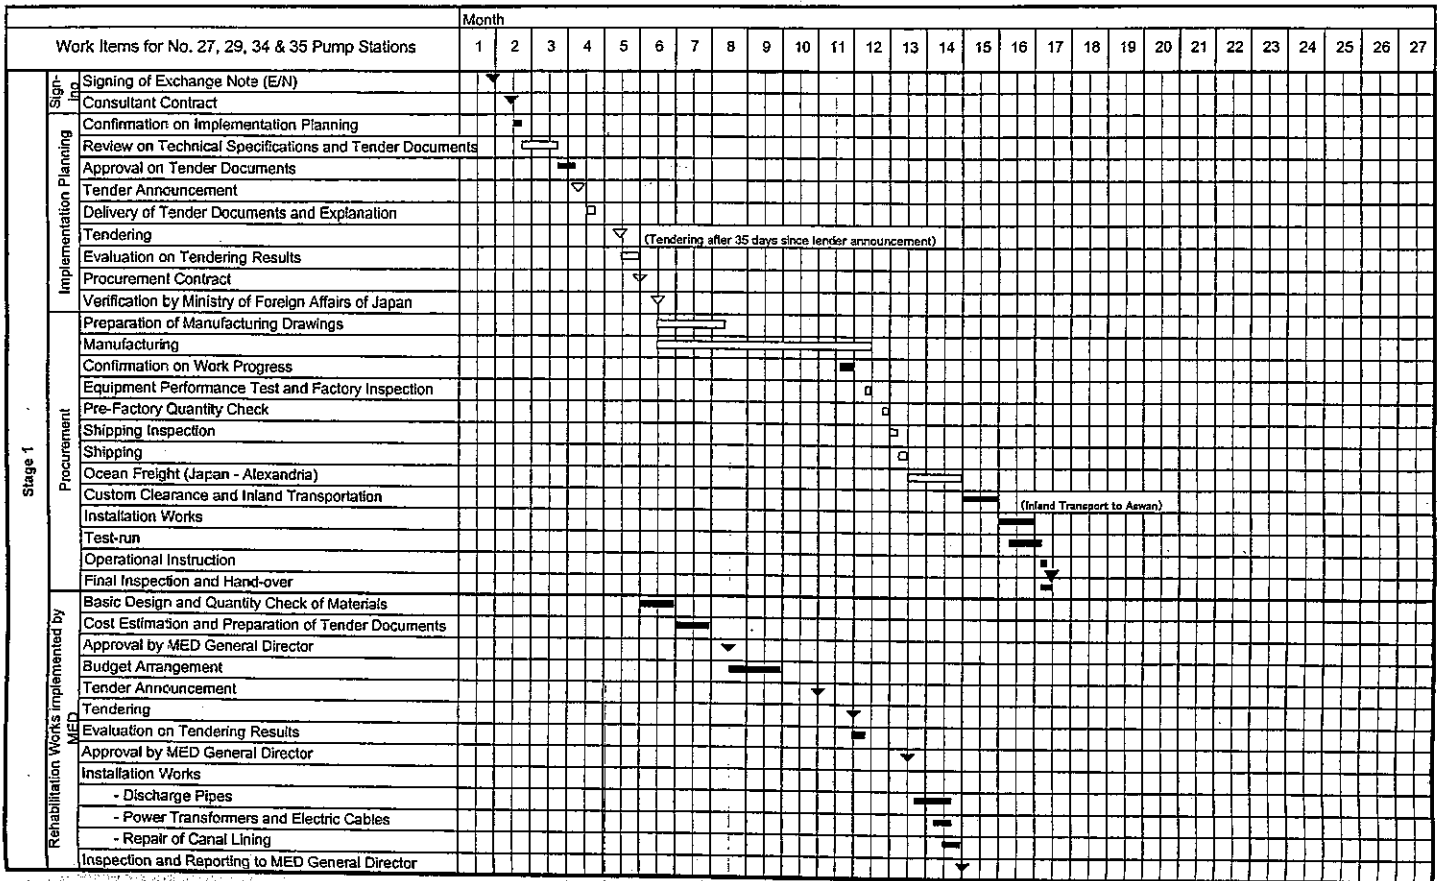 Month
Work Items for No. 27, 29, 34 & 35 Pump Stations
1 2 3 4 5 6 7 8 9 10 11 12 13 14 15 16 17 18 19 20 21 22 23 24 25 26 27
Stage 1
Sign-
ing
Signing of Exchange Note (E/N)
Consultant Contract
Implementation Planning
Confirmation on Implementation Planning
Review on Technical Specifications and Tender Documents
Approval on Tender Documents
Tender Announcement
Delivery of Tender Documents and Explanation
Tendering
(Tendering after 35 days since lender announcement)
Evaluation on Tendering Results
Procurement Contract
Verification by Ministry of Foreign Affairs of Japan
Procurement
Preparation of Manufacturing Drawings
Manufacturing
Confirmation on Work Progress
Equipment Performance Test and Factory Inspection
Pre-Factory Quantity Check
Shipping Inspection
Shipping
Ocean Freight (Japan - Alexandria)
Custom Clearance and Inland Transportation
(Inland Transport to Aswan)
Installation Works
Test-run
Operational Instruction
Final Inspection and Hand-over
Rehabilitation Works implemented by
MED
Basic Design and Quantity Check of Materials
Cost Estimation and Preparation of Tender Documents
Approval by MED General Director
Budget Arrangement
Tender Announcement
Tendering
Evaluation on Tendering Results
Approval by MED General Director
Installation Works
- Discharge Pipes
- Power Transformers and Electric Cables
- Repair of Canal Lining
Inspection and Reporting to MED General Director